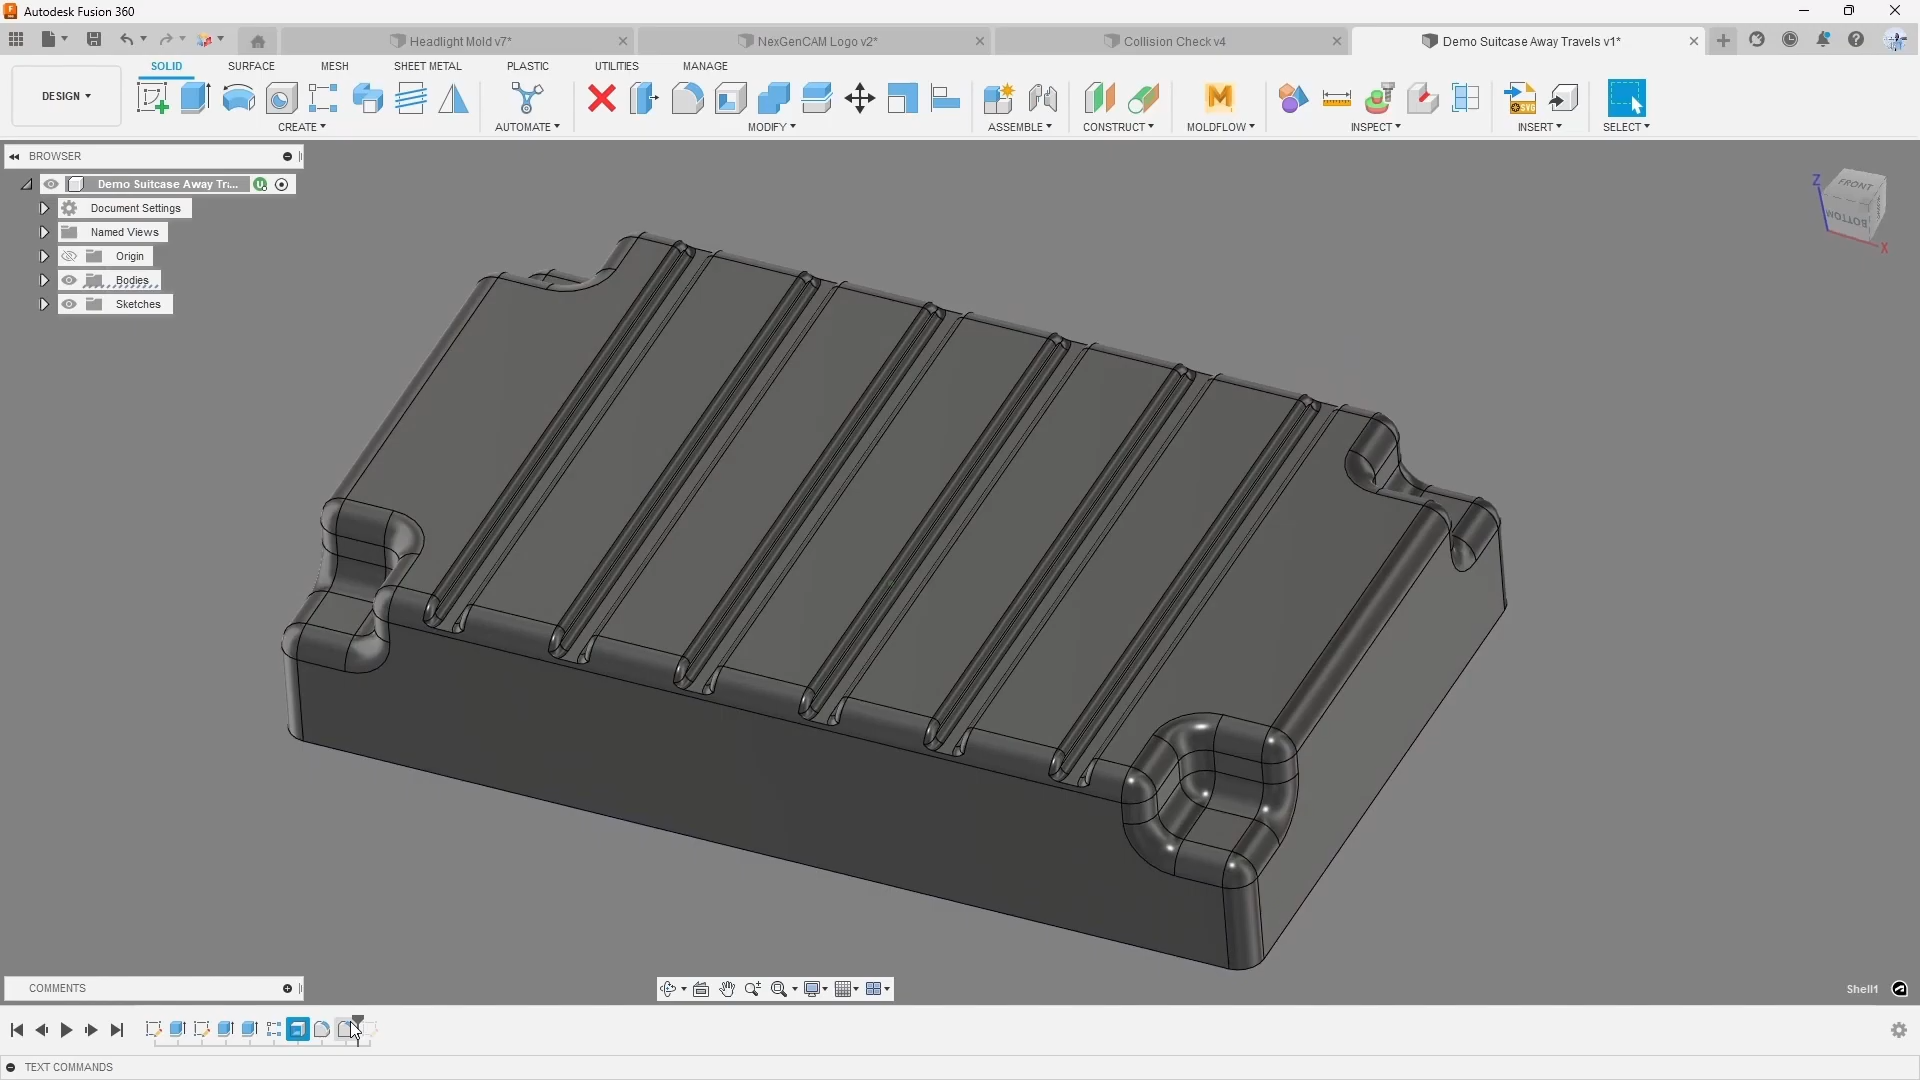 Autodesk Fusion 360
Headlight Mold v7*
NexGenCAM Logo v2*
Collision Check v4
Demo Suitcase Away Travels v1*
DESIGN
SOLID
SURFACE
MESH
SHEET METAL
PLASTIC
UTILITIES
MANAGE
CREATE
AUTOMATE
MODIFY
ASSEMBLE
CONSTRUCT
MOLDFLOW
INSPECT
INSERT
SELECT
BROWSER
Demo Suitcase Away Tr...
Document Settings
Named Views
Origin
Bodies
Sketches
Z
FRONT
BOTTOM
X
COMMENTS
Shell1
TEXT COMMANDS